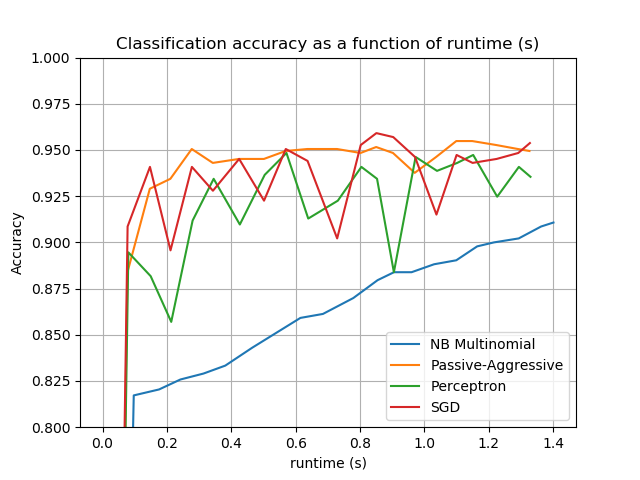 Classification accuracy as a function of runtime (s)
1.000
0.975
0.950
0.925
0.900
0.875
0.850
0.825
0.800
Accuracy
0.0 0.2 0.4 0.6 0.8 1.0 1.2 1.4
runtime (s)
NB Multinomial
Passive-Aggressive
Perceptron
SGD